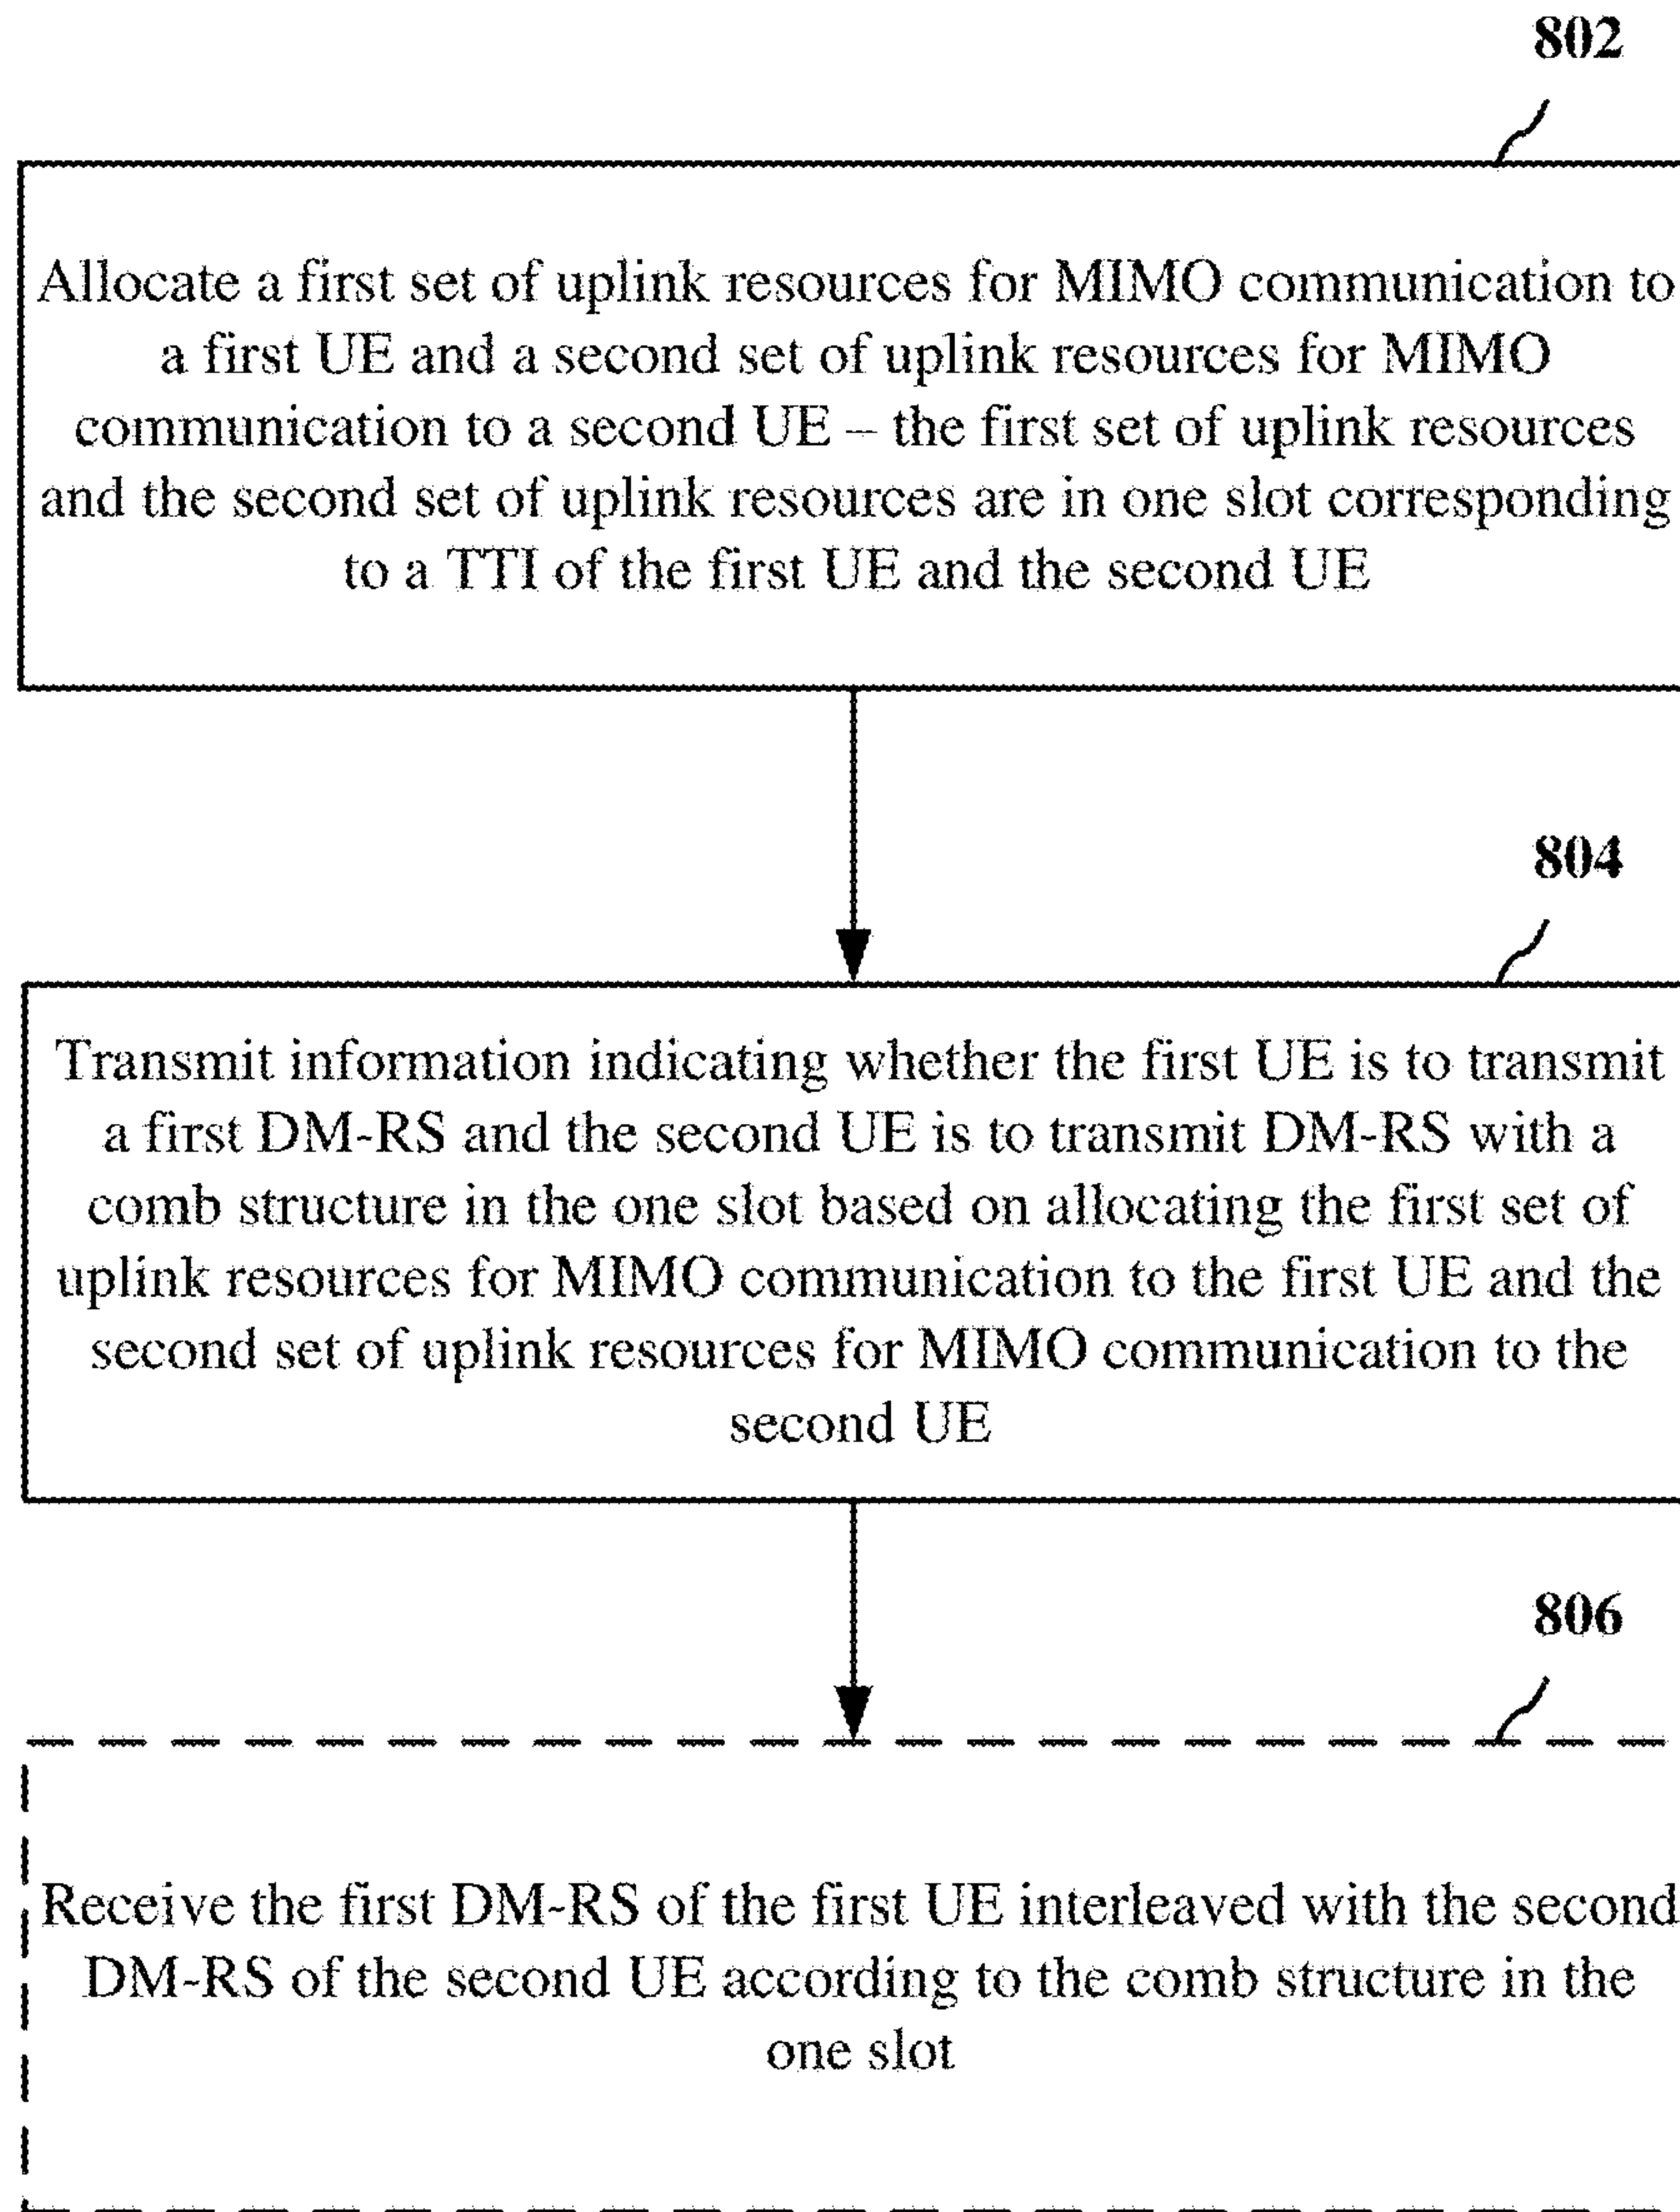 802
Allocate a first set of uplink resources for MIMO communication to
a first UE and a second set of uplink resources for MIMO
communication to a second UE – the first set of uplink resources
and the second set of uplink resources are in one slot corresponding
to a TTI of the first UE and the second UE
804
Transmit information indicating whether the first UE is to transmit
a first DM-RS and the second UE is to transmit DM-RS with a
comb structure in the one slot based on allocating the first set of
uplink resources for MIMO communication to the first UE and the
second set of uplink resources for MIMO communication to the
second UE
806
Receive the first DM-RS of the first UE interleaved with the second
DM-RS of the second UE according to the comb structure in the
one slot